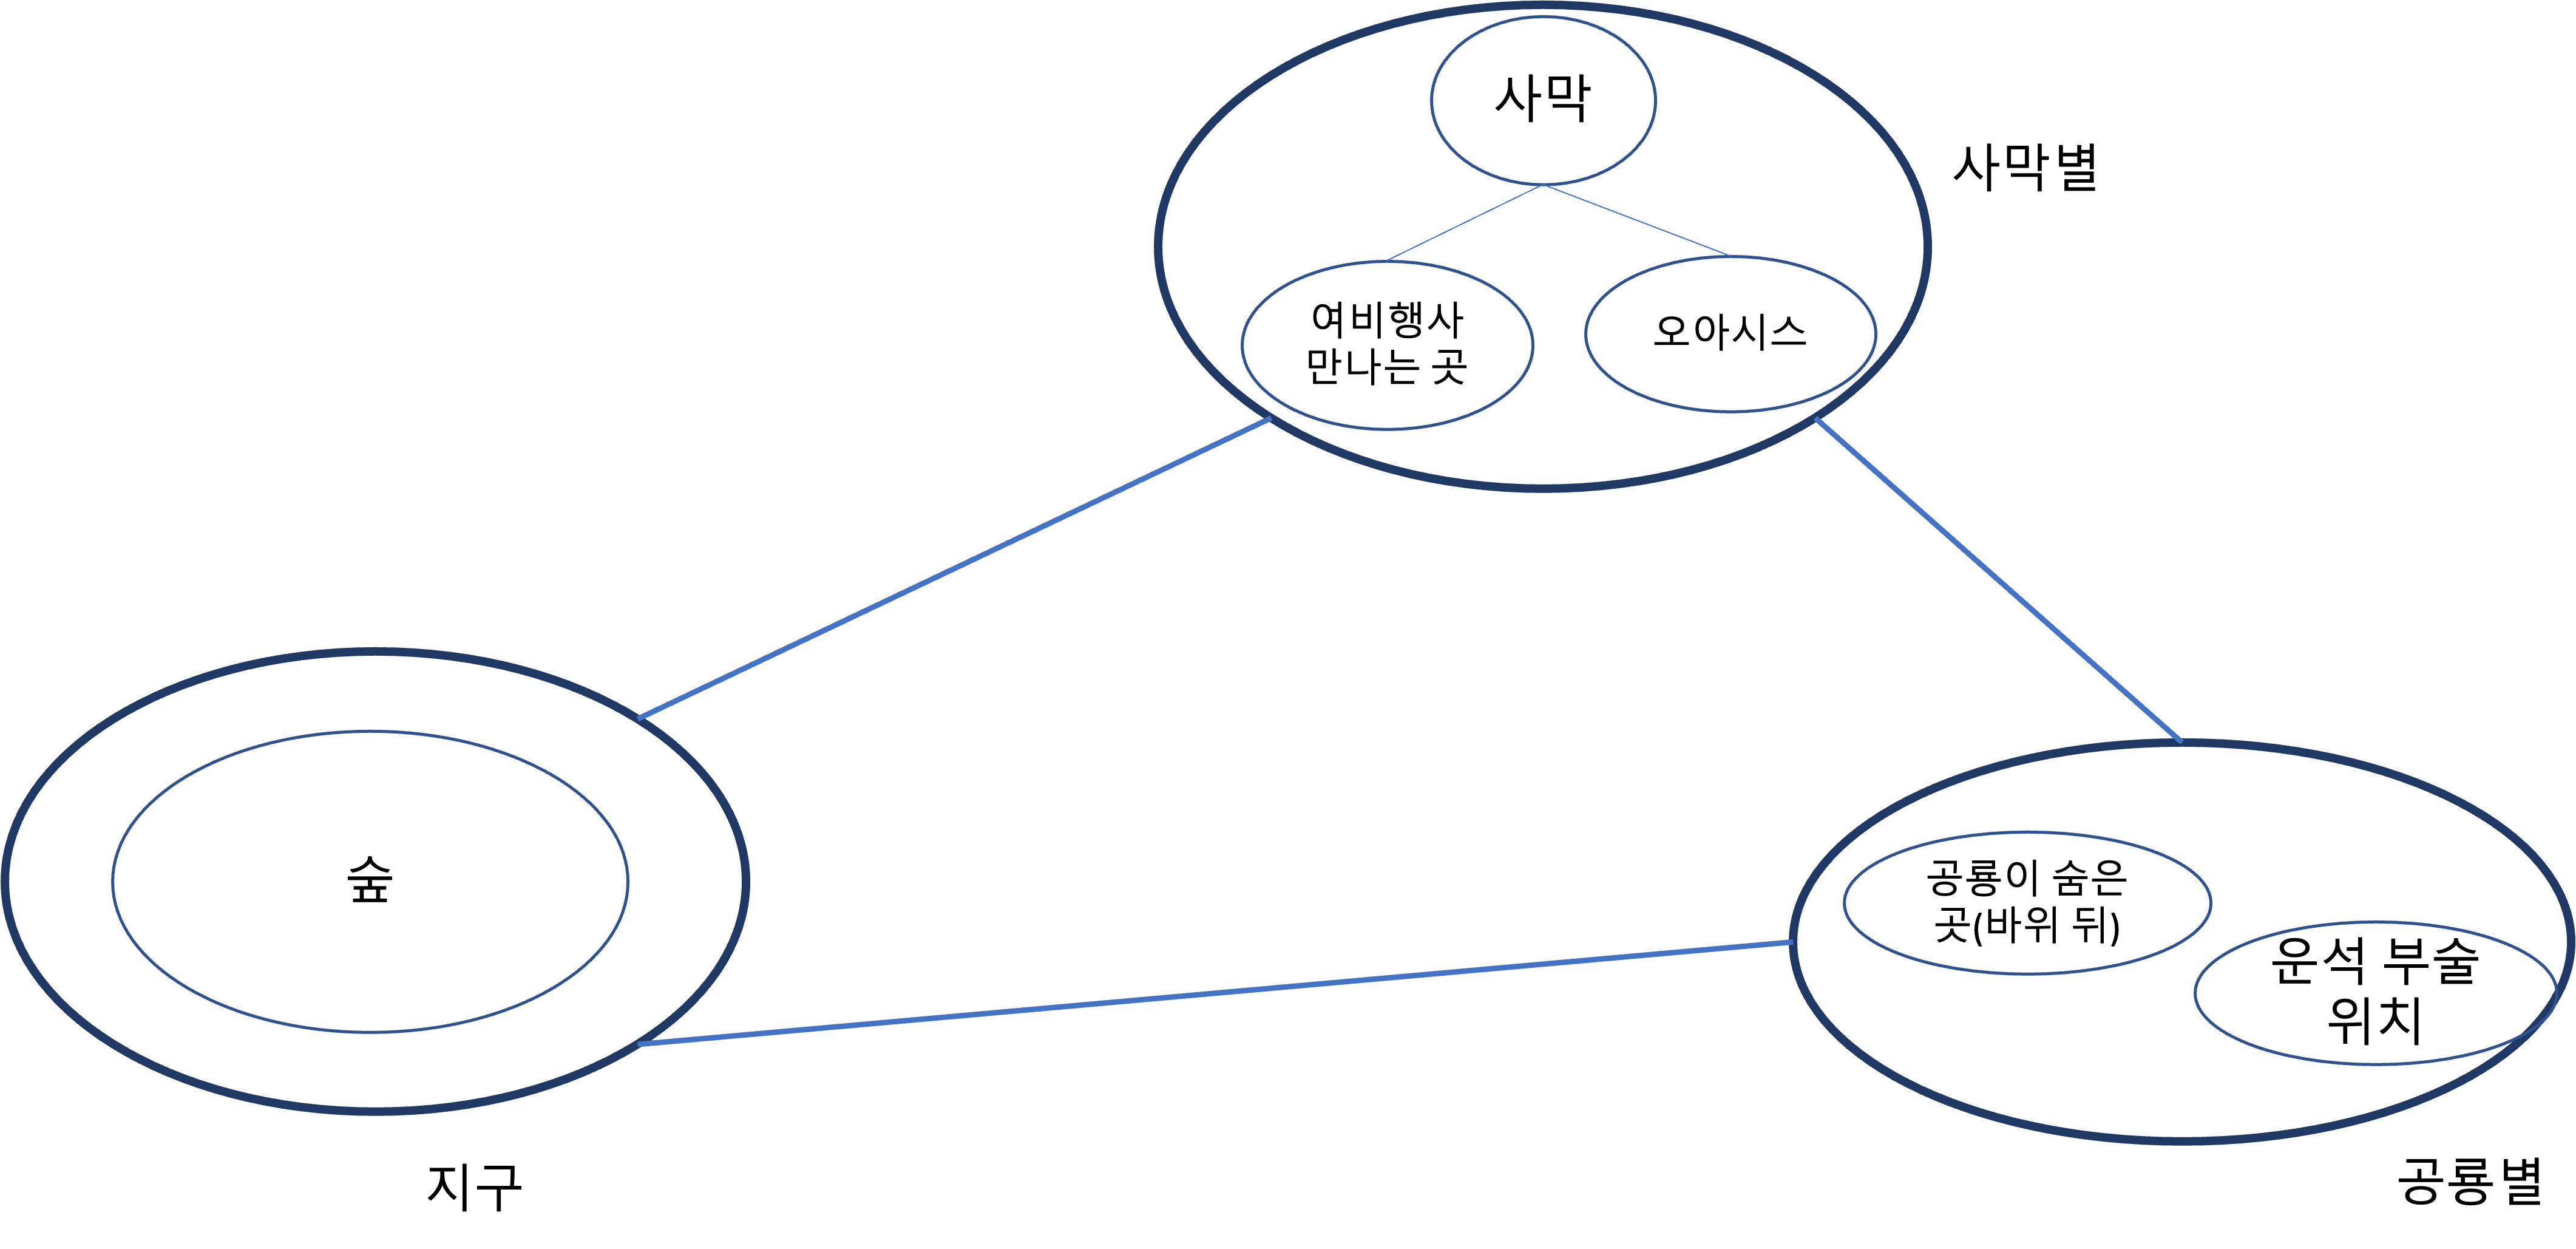 사막
사막별
여비행사
만나는 곳
오아시스
숲
공룡이 숨은
곳(바위 뒤)
운석 부술
위치
지구
공룡별